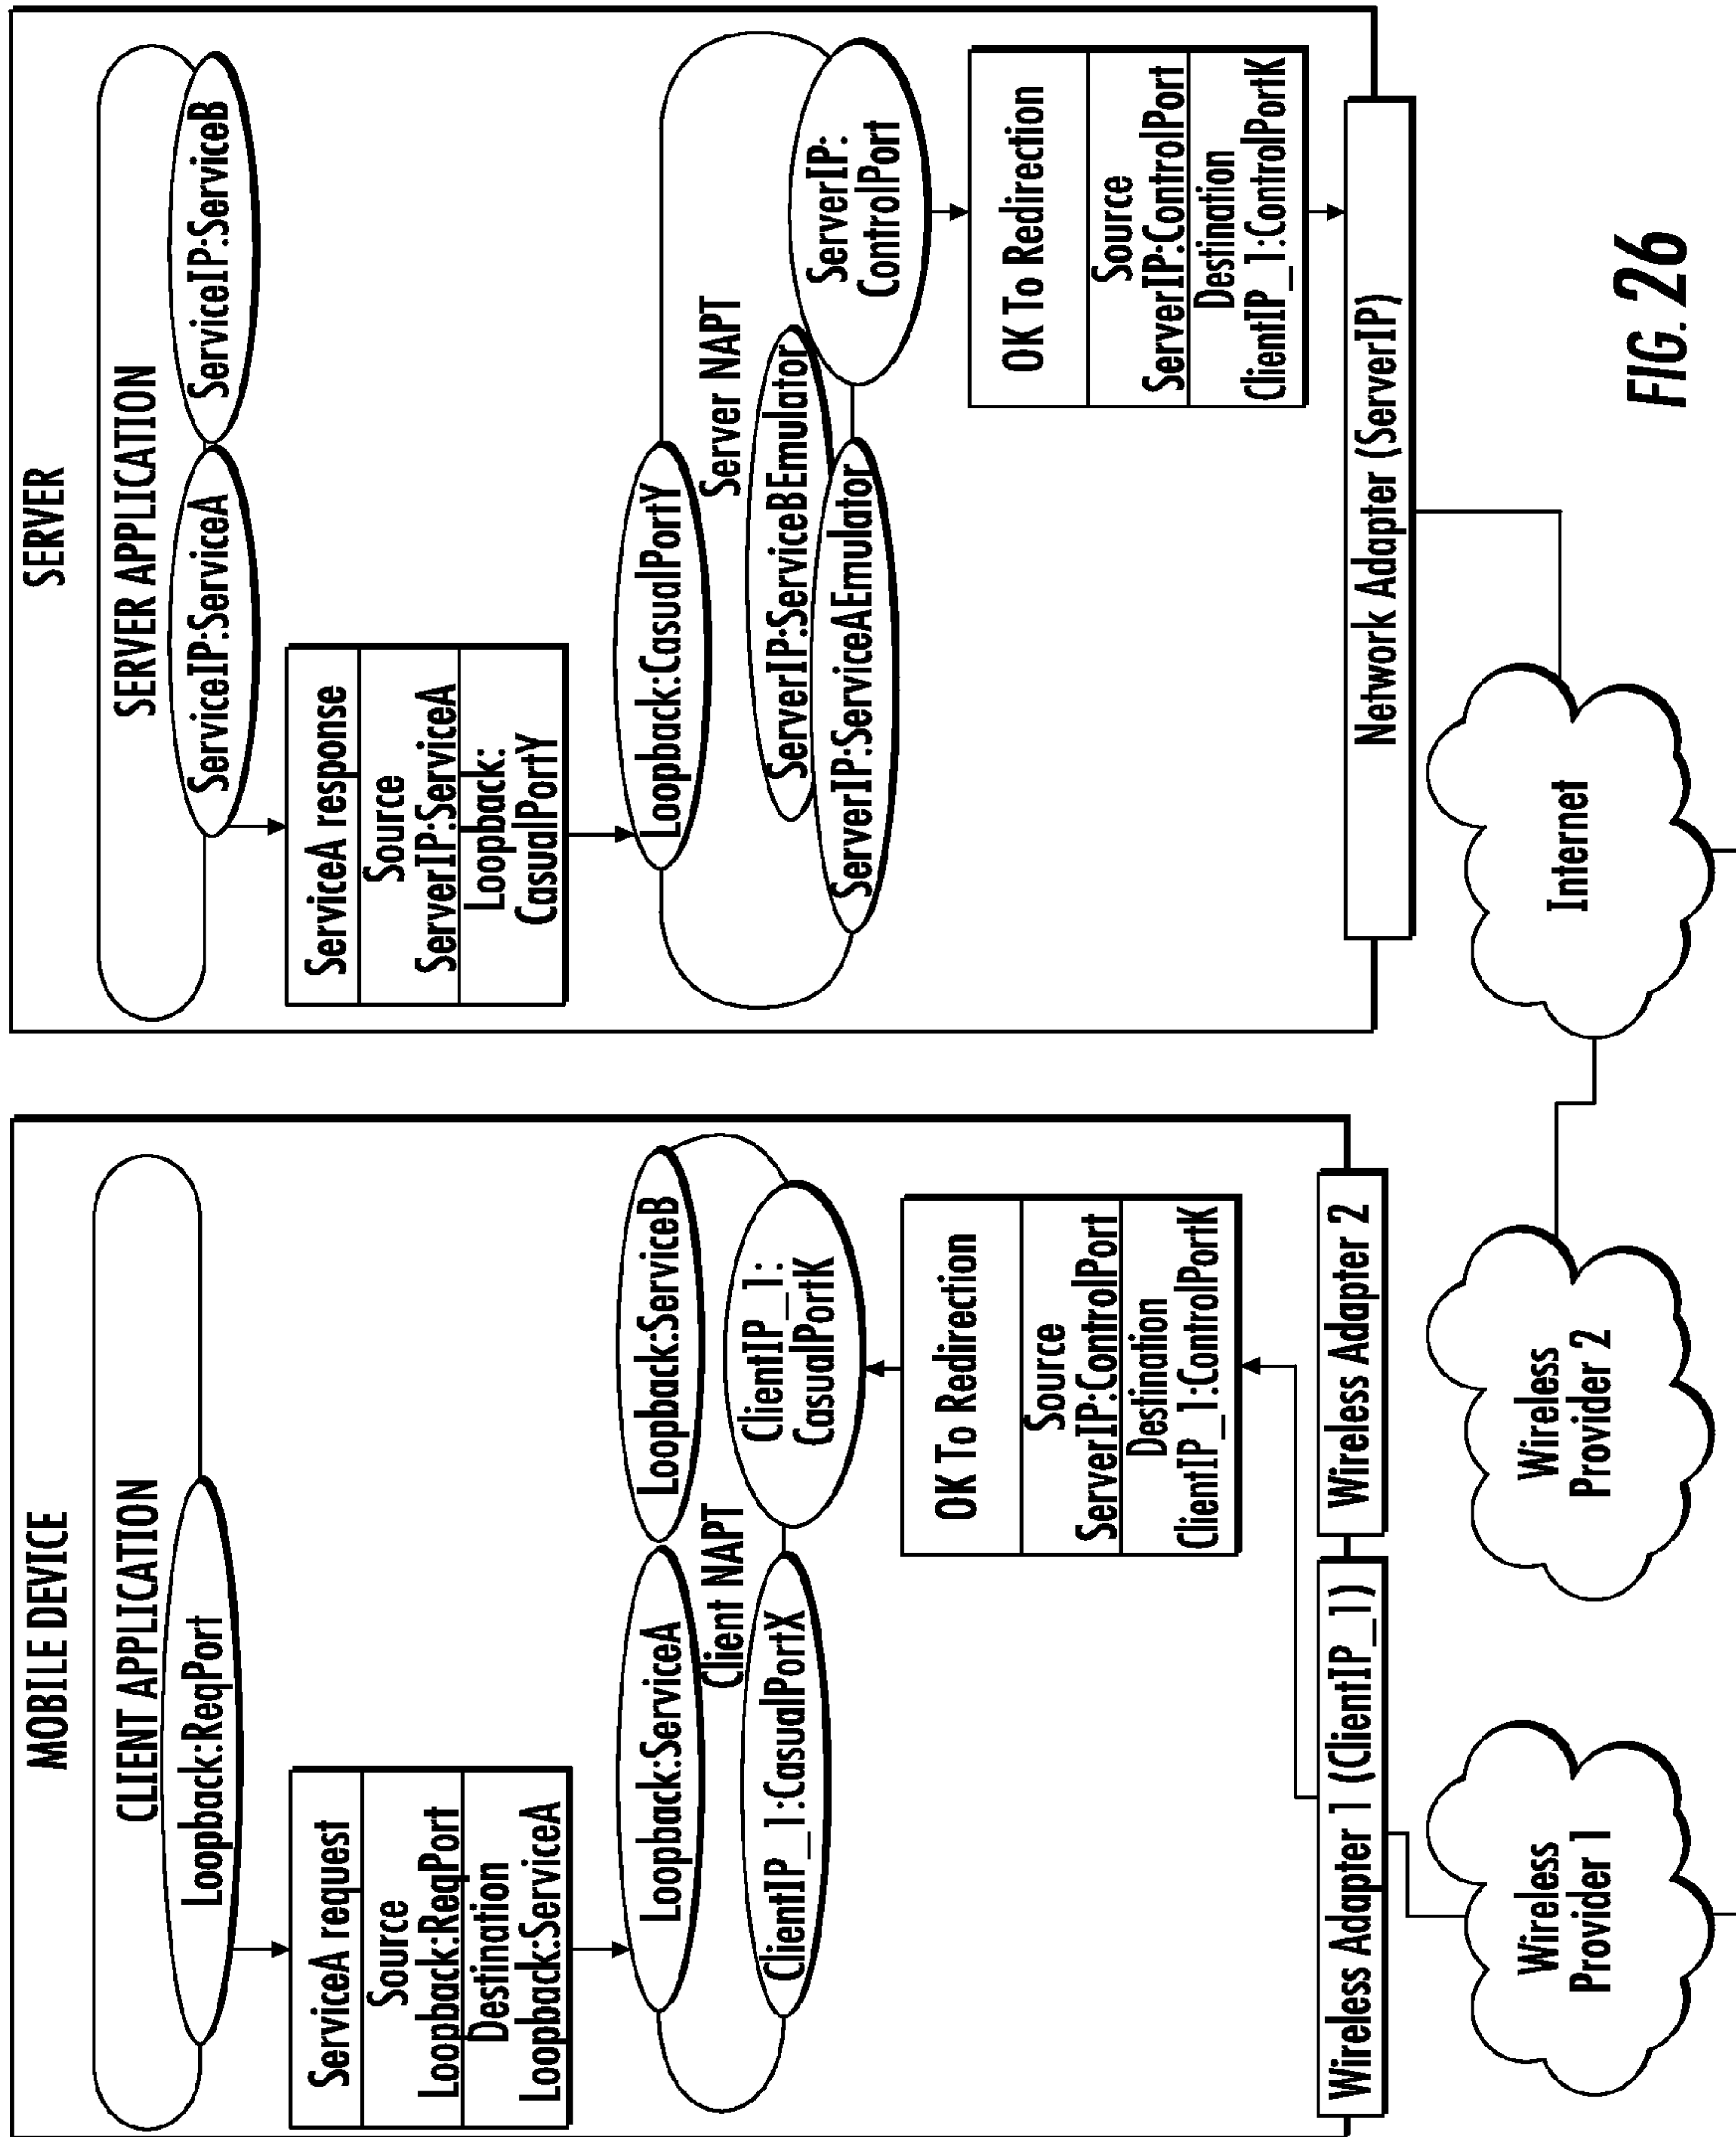 MOBILE DEVICE
CLIENT APPLICATION
Loopback:ReqPort
ServiceA request
Source
Loopback:ReqPort
Destination
Loopback:ServiceA
Loopback:ServiceA
Loopback:ServiceB
Client NAPT
ClientIP_1:CasualPortX
ClientIP_1:
CasualPortK
OK To Redirection
Source
ServerIP:ControlPort
Destination
ClientIP_1:ControlPortK
Wireless Adapter 1 (ClientIP_1)
Wireless Adapter 2
Wireless
Provider 1
Wireless
Provider 2
SERVER
SERVER APPLICATION
ServiceIP:ServiceA
ServiceIP:ServiceB
ServiceA response
Source
ServerIP:ServiceA
Loopback:
CasualPortY
Loopback:CasualPortY
Server NAPT
ServerIP:ServiceBEmulator
ServerIP:ServiceAEmulator
ServerIP:
ControlPort
OK To Redirection
Source
ServerIP:ControlPort
Destination
ClientIP_1:ControlPortK
Network Adapter (ServerIP)
Internet
FIG. 26